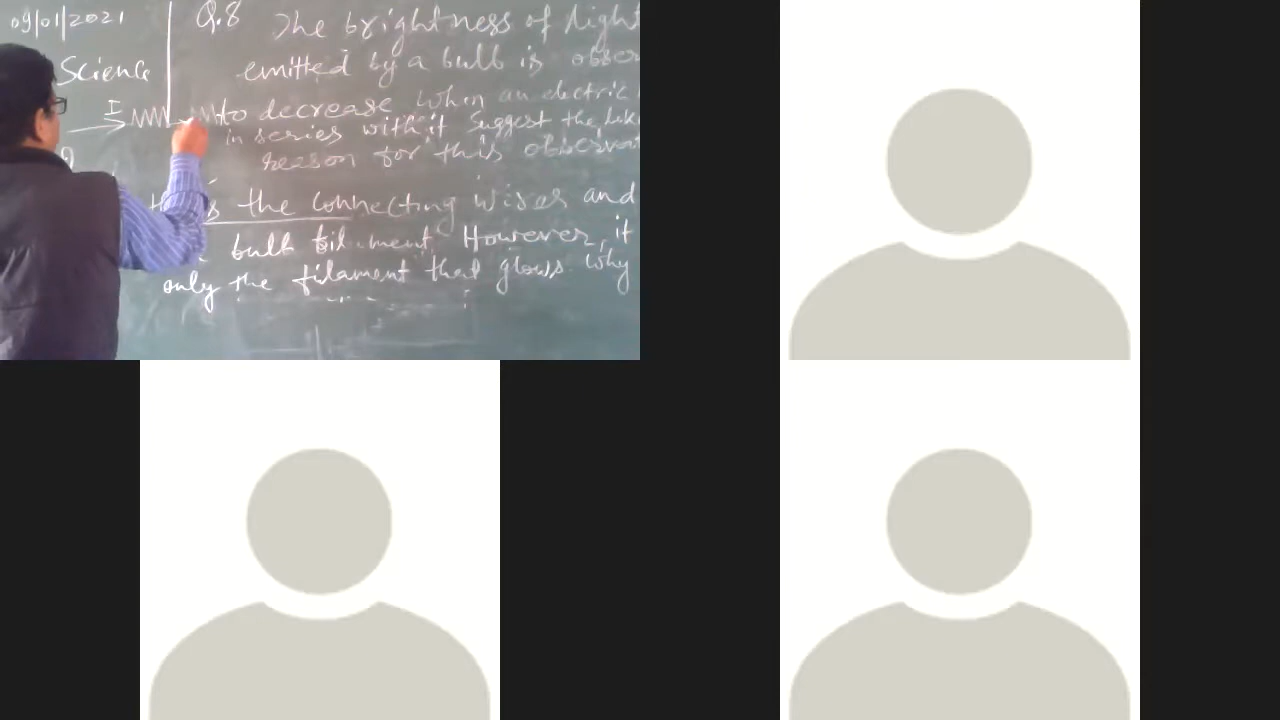 09/01/2021
Science
I
Q.8 The brightness of light
emitted by a bulb is
to decrease when an electric
in series with it suggest the
reason for this
the connecting wires and
bulb filament. However, it
only the filament that glows. Why